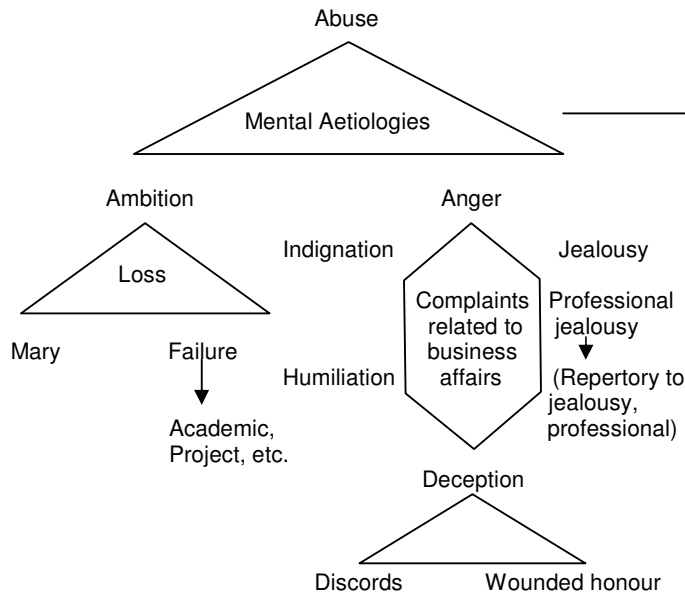 Abuse
Mental Aetiologies
Ambition
Anger
Indignation
Jealousy
Loss
Complaints
related to
business
affairs
Professional
jealousy
Mary
Failure
Humiliation
(Repertory to
jealousy,
professional)
Academic,
Project, etc.
Deception
Discords
Wounded honour